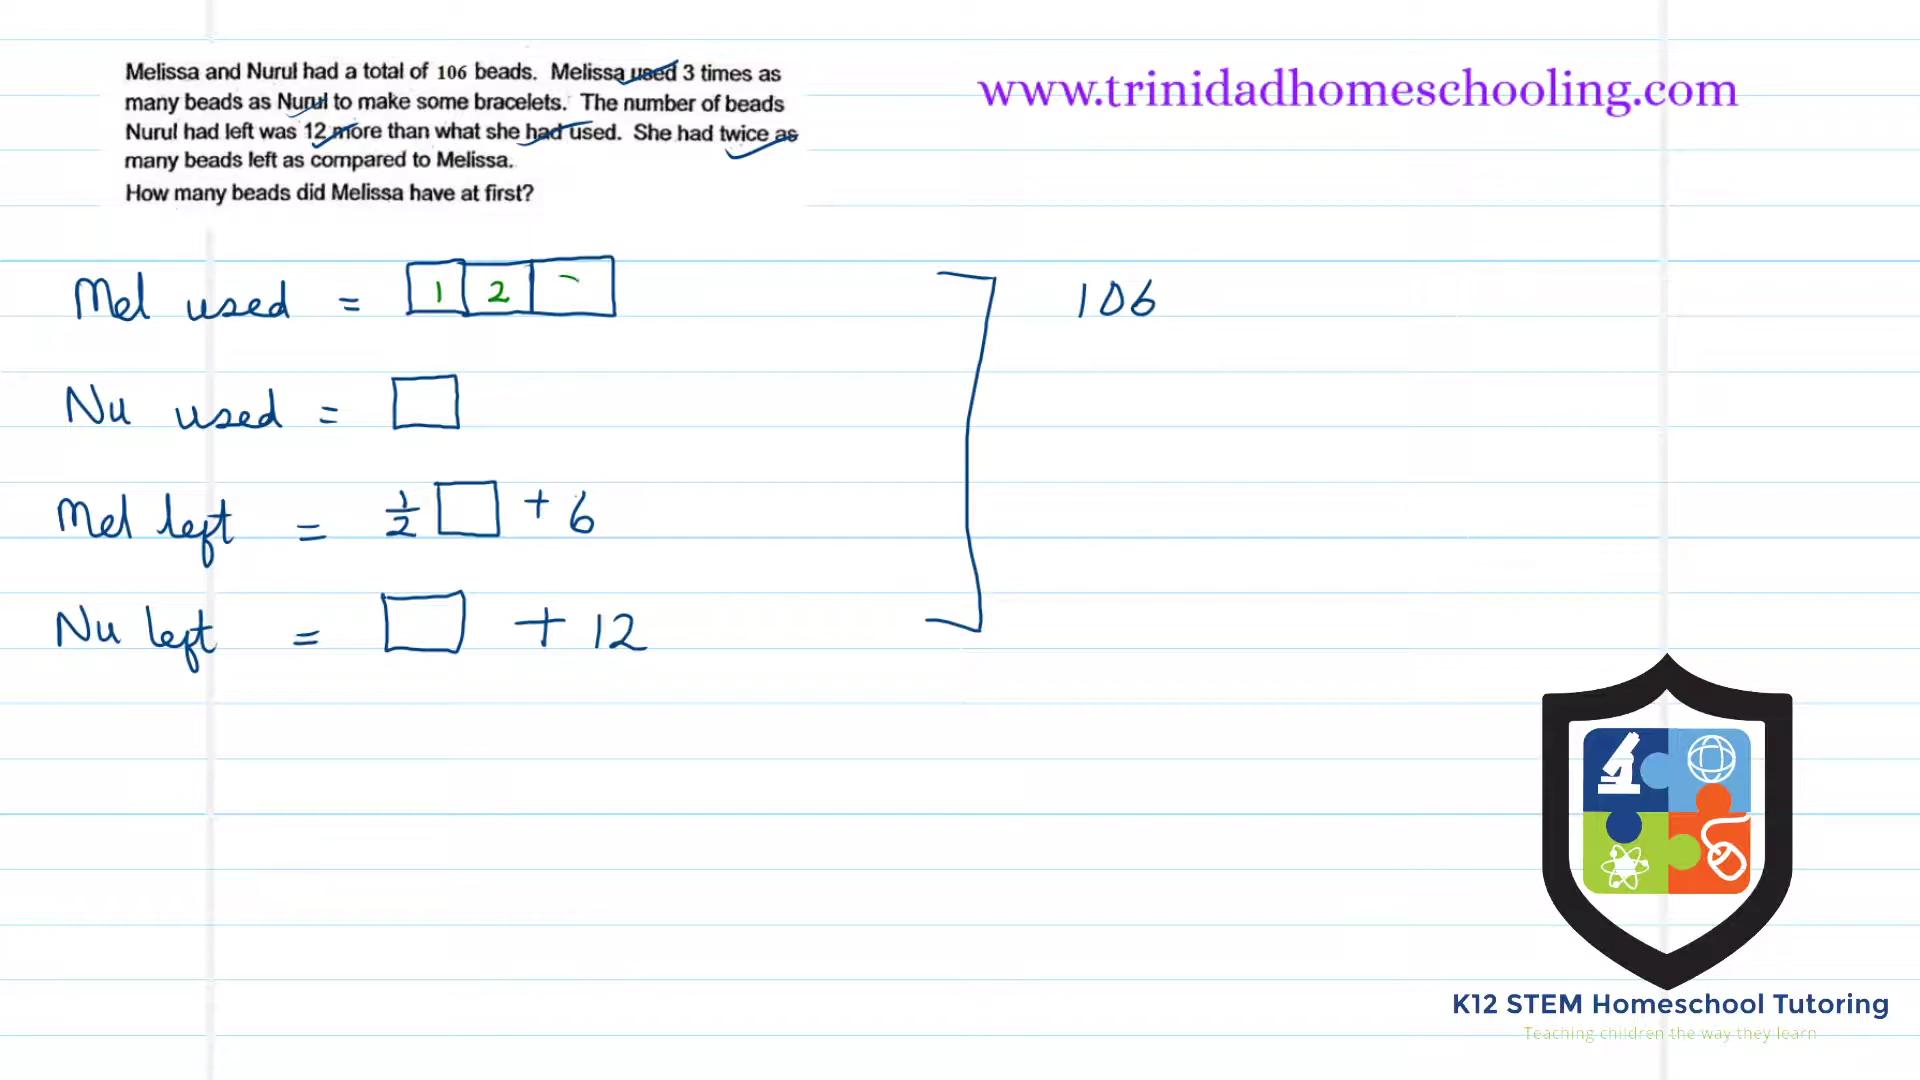 Melissa and Nurul had a total of 106 beads. Melissa used 3 times as
many beads as Nurul to make some bracelets. The number of beads
Nurul had left was 12 more than what she had used. She had twice as
many beads left as compared to Melissa.
How many beads did Melissa have at first?
www.trinidadhomeschooling.com
Mel used = 1 2
106
Nu used =
Mel left = 1/2 + 6
Nu left = + 12
K12 STEM Homeschool Tutoring
Teaching children the way they learn